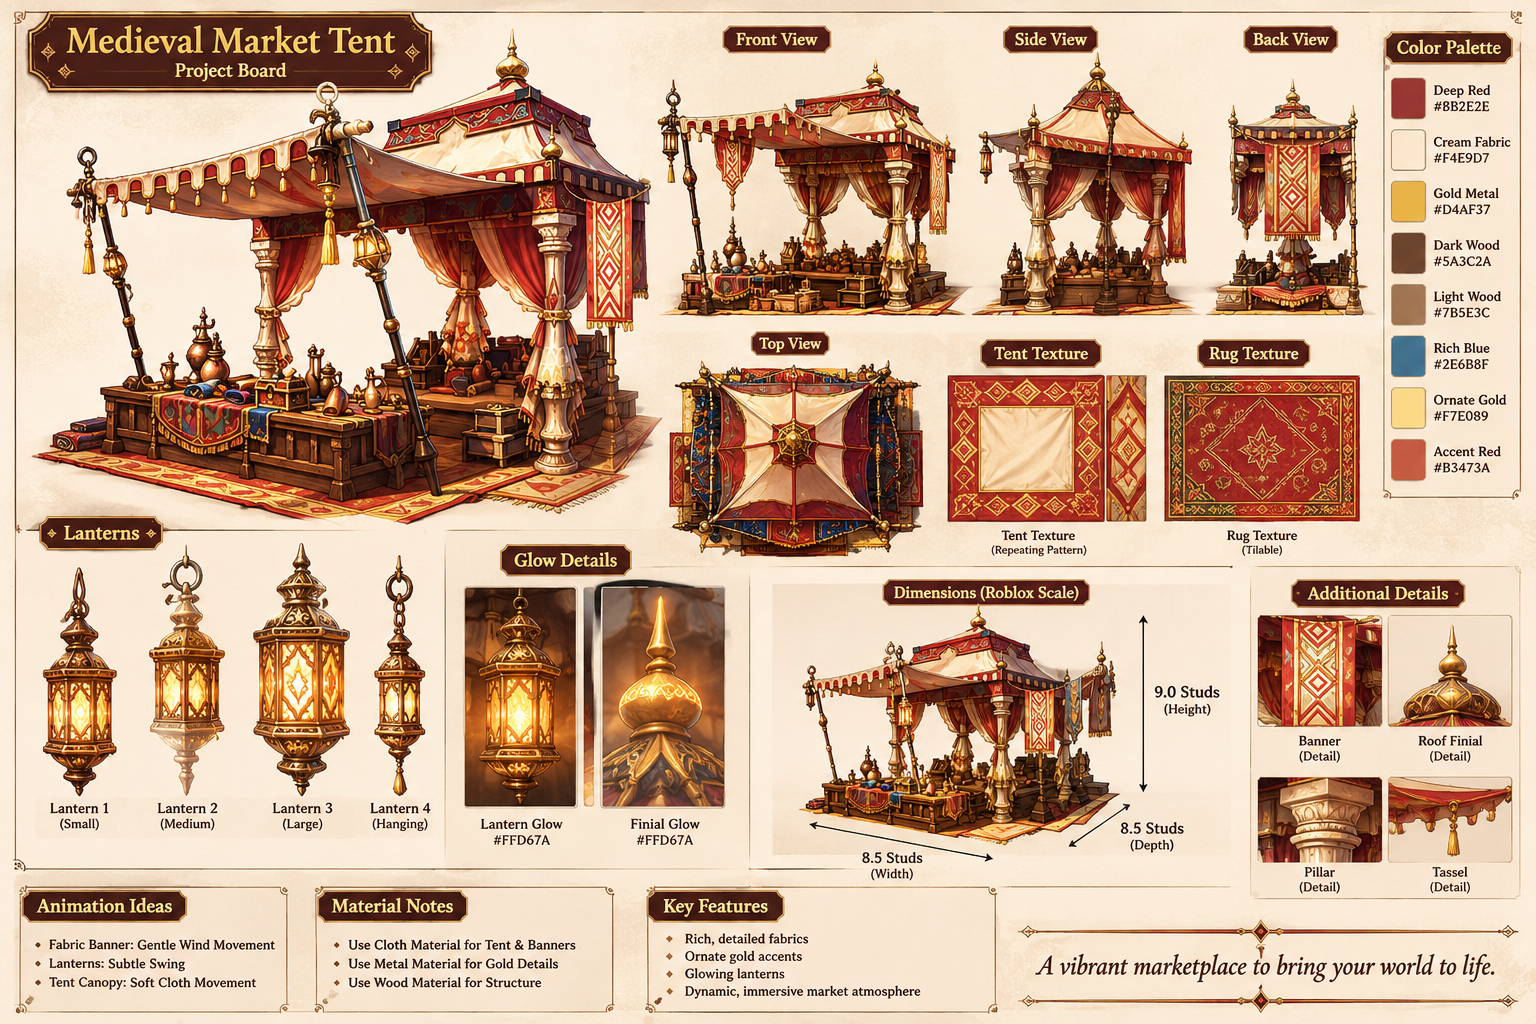 Medieval Market Tent
Project Board
Front View
Side View
Back View
Color Palette
Deep Red
#8B2E2E
Cream Fabric
#F4E9D7
Gold Metal
#D4AF37
Dark Wood
#5A3C2A
Light Wood
#7B5E3C
Rich Blue
#2E6B8F
Ornate Gold
#F7E089
Accent Red
#B3473A
Top View
Tent Texture
Rug Texture
Tent Texture
(Repeating Pattern)
Rug Texture
(Tilable)
Lanterns
Lantern 1
(Small)
Lantern 2
(Medium)
Lantern 3
(Large)
Lantern 4
(Hanging)
Glow Details
Lantern Glow
#FFD67A
Finial Glow
#FFD67A
Dimensions (Roblox Scale)
9.0 Studs
(Height)
8.5 Studs
(Depth)
8.5 Studs
(Width)
Additional Details
Banner
(Detail)
Roof Finial
(Detail)
Pillar
(Detail)
Tassel
(Detail)
Animation Ideas
Fabric Banner: Gentle Wind Movement
Lanterns: Subtle Swing
Tent Canopy: Soft Cloth Movement
Material Notes
Use Cloth Material for Tent & Banners
Use Metal Material for Gold Details
Use Wood Material for Structure
Key Features
Rich, detailed fabrics
Ornate gold accents
Glowing lanterns
Dynamic, immersive market atmosphere
A vibrant marketplace to bring your world to life.